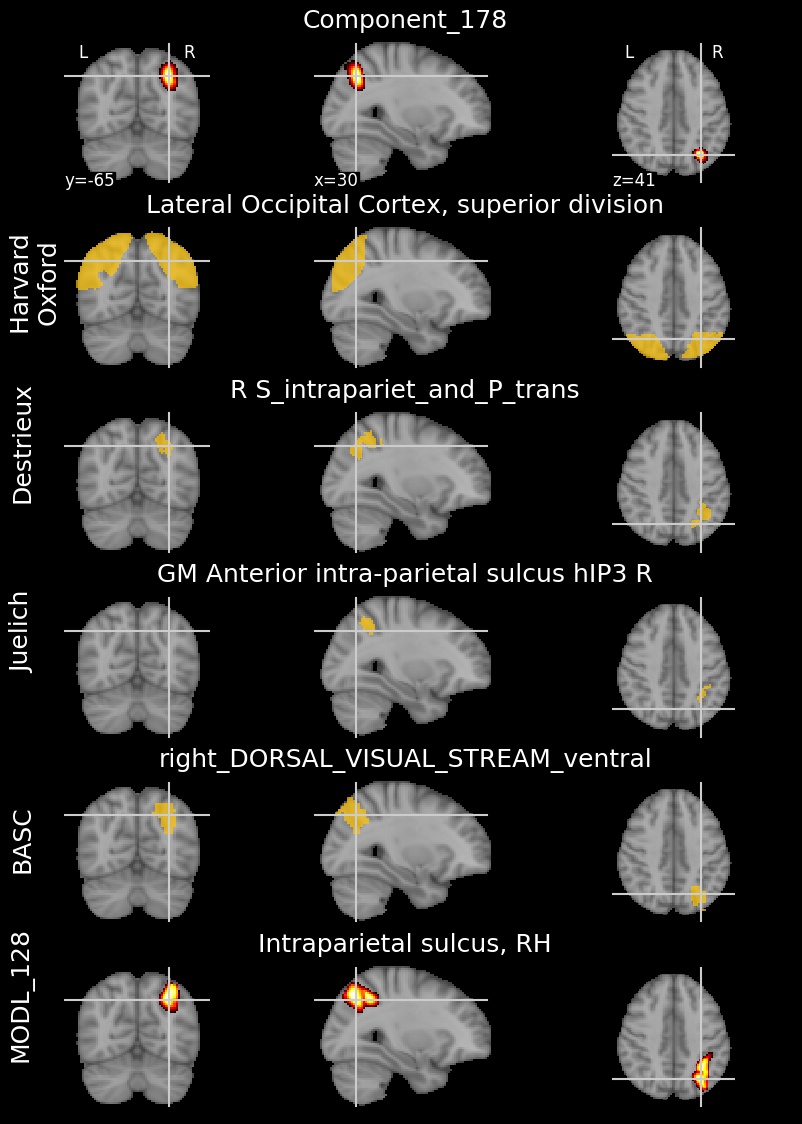 Component_178
L R
L R
y=-65
x=30
z=41
Lateral Occipital Cortex, superior division
Harvard
Oxford
R S_intrapariet_and_P_trans
Destrieux
GM Anterior intra-parietal sulcus hIP3 R
Juelich
right_DORSAL_VISUAL_STREAM_ventral
BASC
Intraparietal sulcus, RH
MODL_128